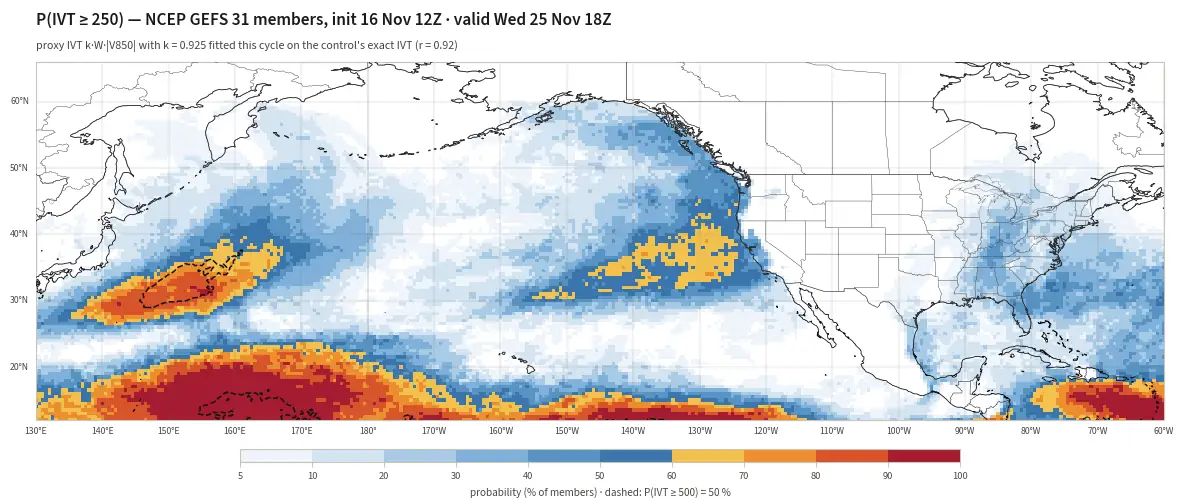 P(IVT ≥ 250) — NCEP GEFS 31 members, init 16 Nov 12Z · valid Wed 25 Nov 18Z
proxy IVT k·W·|V850| with k = 0.925 fitted this cycle on the control's exact IVT (r = 0.92)
60°N
50°N
40°N
30°N
20°N
130°E 140°E 150°E 160°E 170°E 180° 170°W 160°W 150°W 140°W 130°W 120°W 110°W 100°W 90°W 80°W 70°W 60°W
5 10 20 30 40 50 60 70 80 90 100
probability (% of members) · dashed: P(IVT ≥ 500) = 50 %